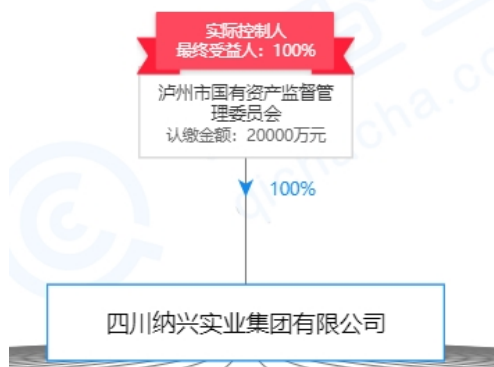 实际控制人
最终受益人：100%
泸州市国有资产监督管
理委员会
认缴金额：20000万元
100%
四川纳兴实业集团有限公司
qichacha.co